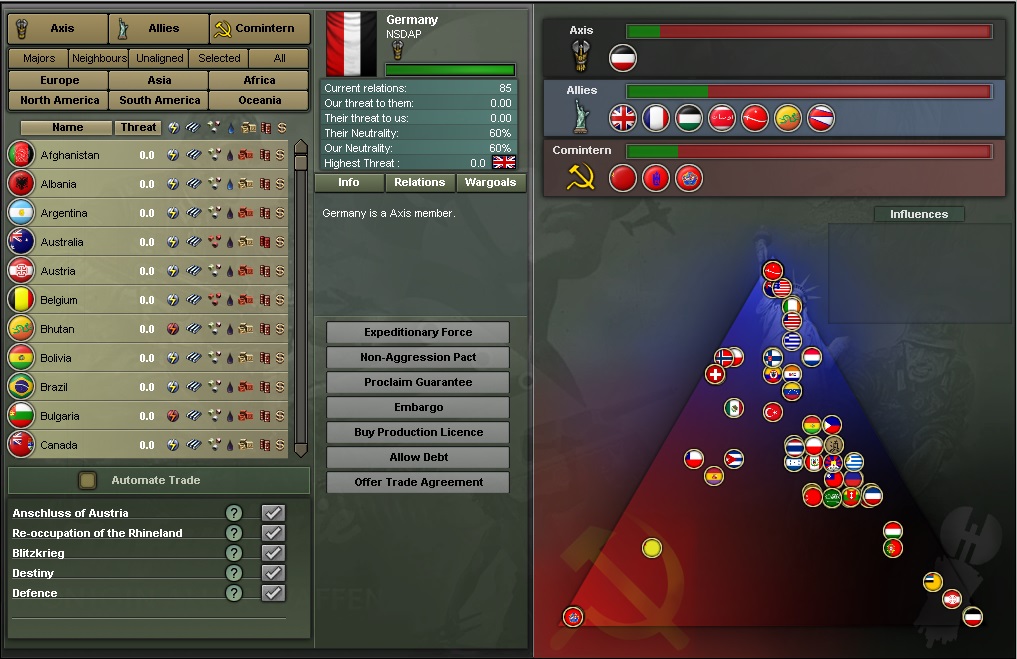 Axis
Allies
Comintern
Majors
Neighbours
Unaligned
Selected
All
Europe
Asia
Africa
North America
South America
Oceania
Name
Threat
Afghanistan 0.0
Albania 0.0
Argentina 0.0
Australia 0.0
Austria 0.0
Belgium 0.0
Bhutan 0.0
Bolivia 0.0
Brazil 0.0
Bulgaria 0.0
Canada 0.0
Automate Trade
Anschluss of Austria ?
Re-occupation of the Rhineland ?
Blitzkrieg ?
Destiny ?
Defence ?
Germany
NSDAP
Current relations: 85
Our threat to them: 0.00
Their threat to us: 0.00
Their Neutrality: 60%
Our Neutrality: 60%
Highest Threat : 0.0
Info
Relations
Wargoals
Germany is a Axis member.
Expeditionary Force
Non-Aggression Pact
Proclaim Guarantee
Embargo
Buy Production Licence
Allow Debt
Offer Trade Agreement
Axis
Allies
Comintern
Influences